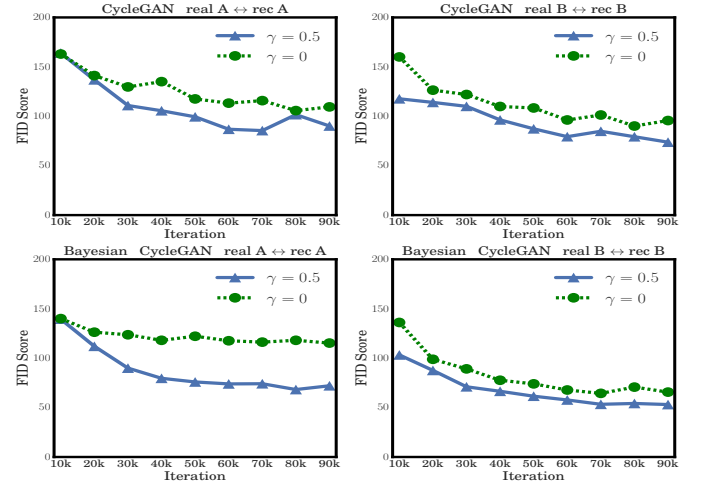 CycleGAN real A ↔ rec A
200
150
100
50
0
FID Score
γ = 0.5
γ = 0
10k 20k 30k 40k 50k 60k 70k 80k 90k
Iteration
CycleGAN real B ↔ rec B
200
150
100
50
0
FID Score
γ = 0.5
γ = 0
10k 20k 30k 40k 50k 60k 70k 80k 90k
Iteration
Bayesian CycleGAN real A ↔ rec A
200
150
100
50
0
FID Score
γ = 0.5
γ = 0
10k 20k 30k 40k 50k 60k 70k 80k 90k
Iteration
Bayesian CycleGAN real B ↔ rec B
200
150
100
50
0
FID Score
γ = 0.5
γ = 0
10k 20k 30k 40k 50k 60k 70k 80k 90k
Iteration